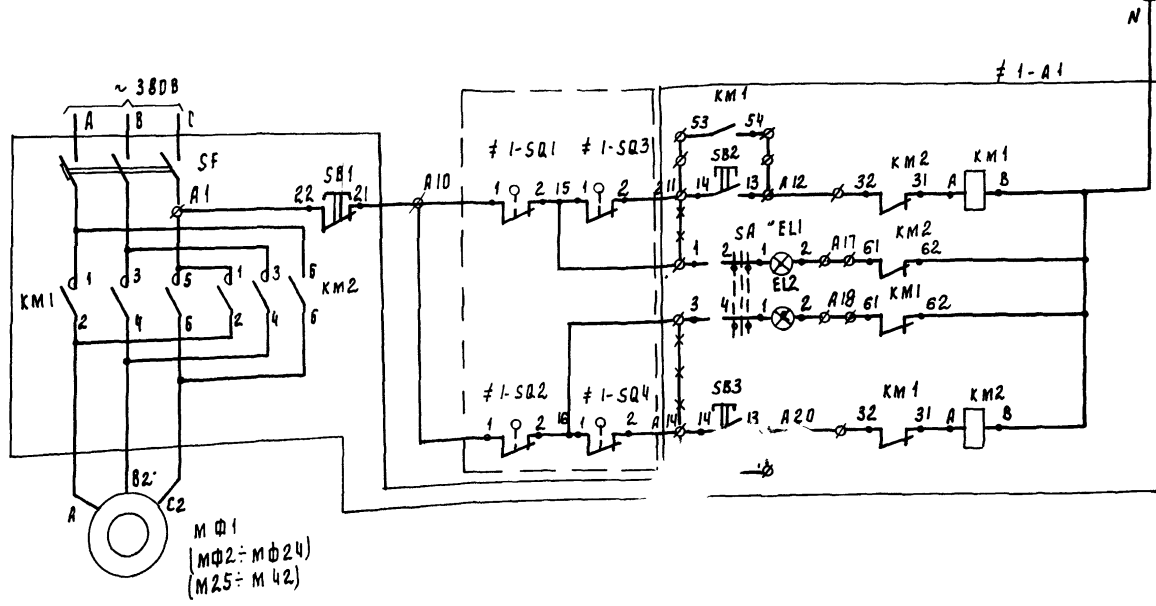 N
≠ 1-A1
~ 380В
A B C
SF
A1
22 SB1 21
A10
≠ 1-SQ1 ≠ 1-SQ3
1 2 15 1 2
11
53 KM1 54
14 SB2 13
A12
32 KM2 31
A KM1 B
1 SA 2
1 "EL1 2
A17
61 KM2 62
3 4
1 EL2 2
A18
61 KM1 62
KM1
1 3 5 1 3 5
2 4 6 2 4 6
KM2
≠ 1-SQ2 ≠ 1-SQ4
1 2 16 1 2
A 14
14 SB3 13
A20
32 KM1 31
A KM2 B
A B2 C2
МФ1
(МФ2÷МФ24)
(М25÷М42)